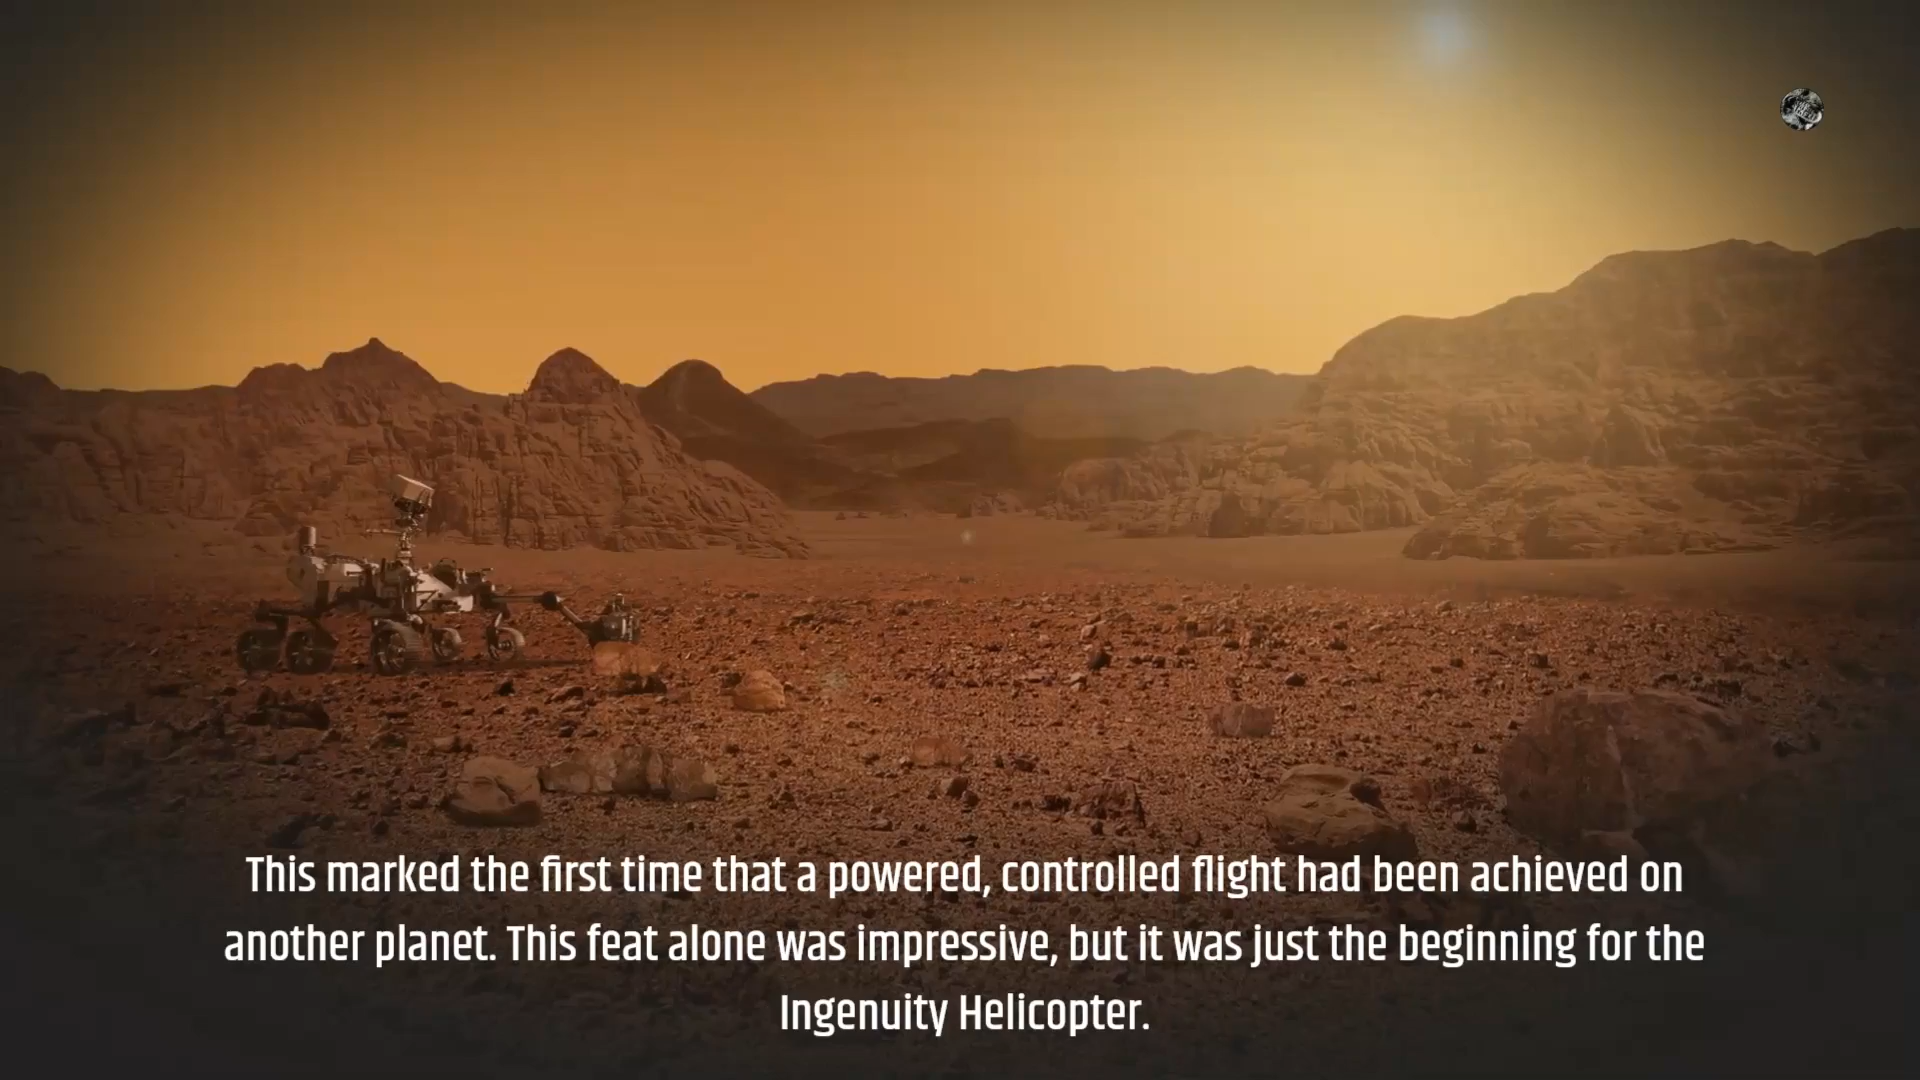 This marked the first time that a powered, controlled flight had been achieved on
another planet. This feat alone was impressive, but it was just the beginning for the
Ingenuity Helicopter.